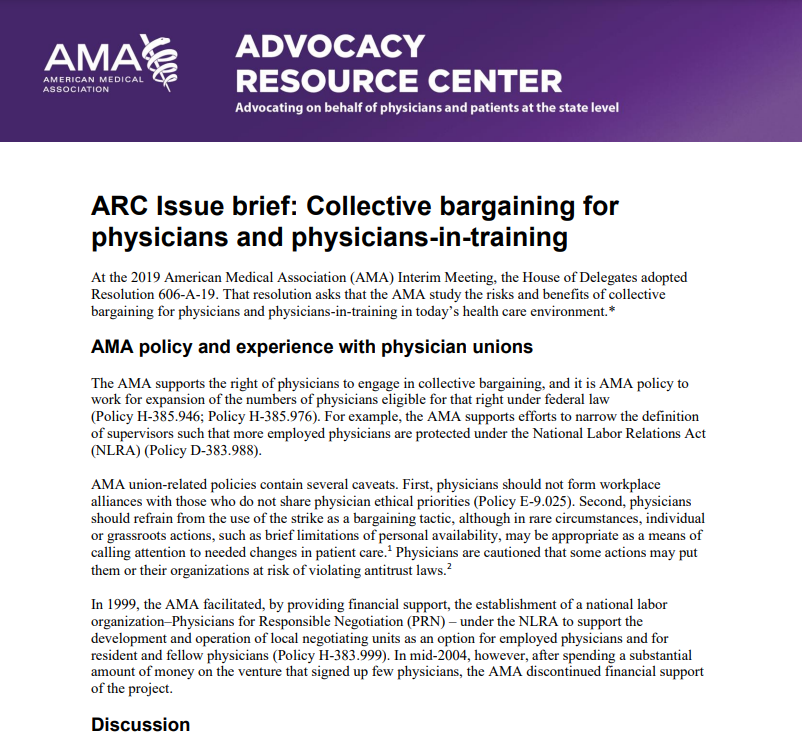 AMA
AMERICAN MEDICAL
ASSOCIATION
ADVOCACY
RESOURCE CENTER
Advocating on behalf of physicians and patients at the state level
ARC Issue brief: Collective bargaining for
physicians and physicians-in-training
At the 2019 American Medical Association (AMA) Interim Meeting, the House of Delegates adopted
Resolution 606-A-19. That resolution asks that the AMA study the risks and benefits of collective
bargaining for physicians and physicians-in-training in today's health care environment.*
AMA policy and experience with physician unions
The AMA supports the right of physicians to engage in collective bargaining, and it is AMA policy to
work for expansion of the numbers of physicians eligible for that right under federal law
(Policy H-385.946; Policy H-385.976). For example, the AMA supports efforts to narrow the definition
of supervisors such that more employed physicians are protected under the National Labor Relations Act
(NLRA) (Policy D-383.988).
AMA union-related policies contain several caveats. First, physicians should not form workplace
alliances with those who do not share physician ethical priorities (Policy E-9.025). Second, physicians
should refrain from the use of the strike as a bargaining tactic, although in rare circumstances, individual
or grassroots actions, such as brief limitations of personal availability, may be appropriate as a means of
calling attention to needed changes in patient care.¹ Physicians are cautioned that some actions may put
them or their organizations at risk of violating antitrust laws.²
In 1999, the AMA facilitated, by providing financial support, the establishment of a national labor
organization–Physicians for Responsible Negotiation (PRN) – under the NLRA to support the
development and operation of local negotiating units as an option for employed physicians and for
resident and fellow physicians (Policy H-383.999). In mid-2004, however, after spending a substantial
amount of money on the venture that signed up few physicians, the AMA discontinued financial support
of the project.
Discussion